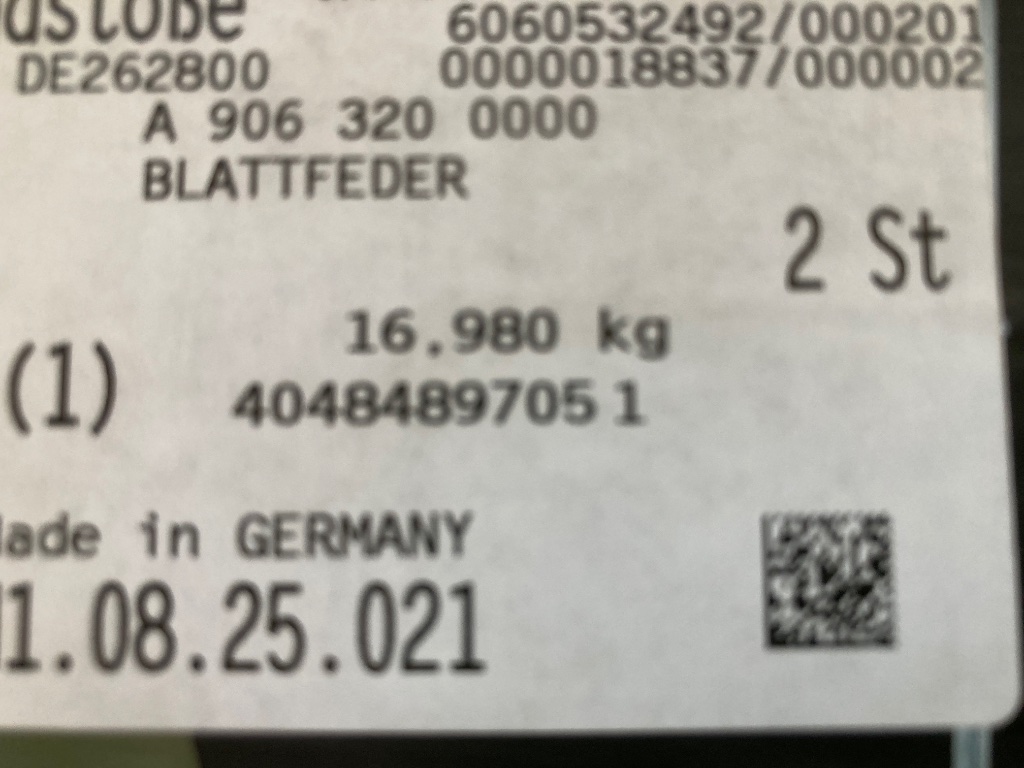 6060532492/000201
DE262800 0000018837/000002
A 906 320 0000
BLATTFEDER
2 St
16.980 kg
(1) 40484897051
in GERMANY
1.08.25.021